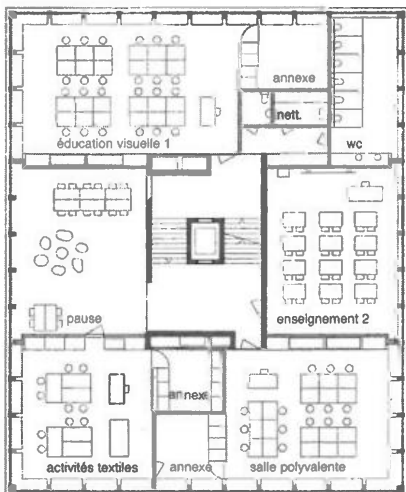 annexe
éducation visuelle 1
nett.
wc
pause
enseignement 2
annexe
activités textiles
annexe
salle polyvalente